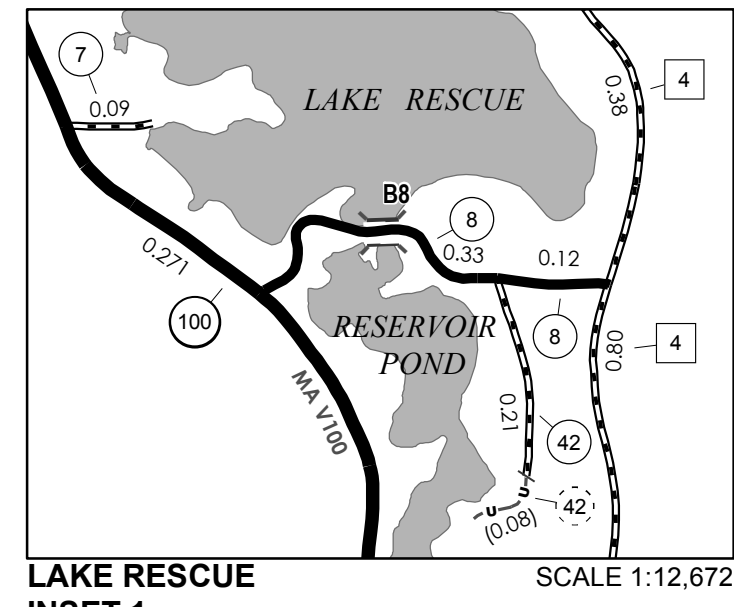 7
0.09
LAKE RESCUE
0.38
4
B8
8
0.33
0.12
0.271
100
RESERVOIR
POND
8
0.80
4
MA V100
0.21
42
42
U
U
(0.08)
LAKE RESCUE
SCALE 1:12,672
INSET 1